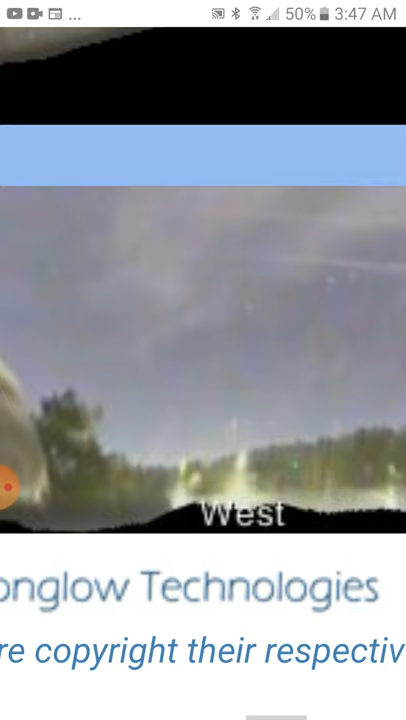 ... 50% 3:47 AM
West
onglow Technologies
re copyright their respectiv